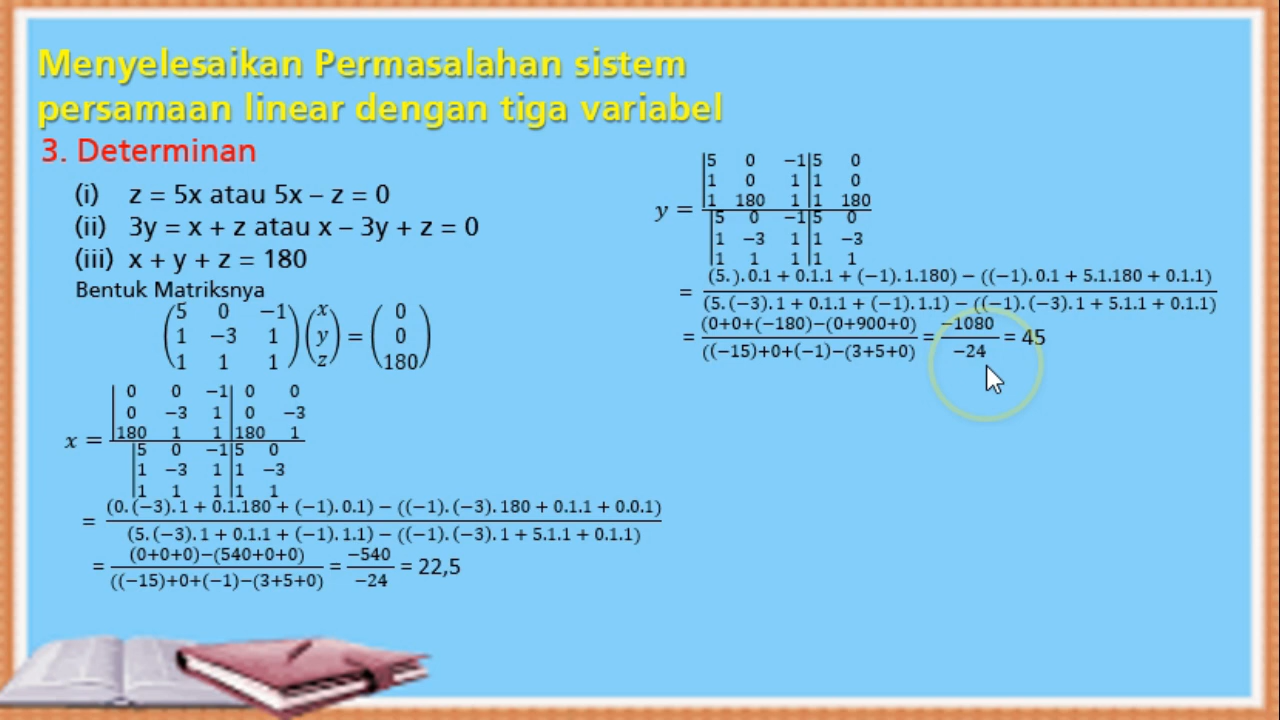 Menyelesaikan Permasalahan sistem
persamaan linear dengan tiga variabel
3. Determinan
(i) z = 5x atau 5x – z = 0
(ii) 3y = x + z atau x – 3y + z = 0
(iii) x + y + z = 180
Bentuk Matriksnya
(5 0 −1) (x) (0)
(1 −3 1) (y) = (0)
(1 1 1) (z) (180)
|0 0 −1| 0 0
|0 −3 1| 0 −3
|180 1 1| 180 1
x =
|5 0 −1| 5 0
|1 −3 1| 1 −3
|1 1 1| 1 1
(0.(−3).1 + 0.1.180 + (−1).0.1) − ((−1).(−3).180 + 0.1.1 + 0.0.1)
=
(5.(−3).1 + 0.1.1 + (−1).1.1) − ((−1).(−3).1 + 5.1.1 + 0.1.1)
= (0+0+0)−(540+0+0) / ((−15)+0+(−1)−(3+5+0) = −540 / −24 = 22,5
|5 0 −1| 5 0
|1 0 1| 1 0
|1 180 1| 1 180
y =
|5 0 −1| 5 0
|1 −3 1| 1 −3
|1 1 1| 1 1
(5.).0.1 + 0.1.1 + (−1).1.180) − ((−1).0.1 + 5.1.180 + 0.1.1)
=
(5.(−3).1 + 0.1.1 + (−1).1.1) − ((−1).(−3).1 + 5.1.1 + 0.1.1)
= (0+0+(−180)−(0+900+0) / ((−15)+0+(−1)−(3+5+0) = −1080 / −24 = 45